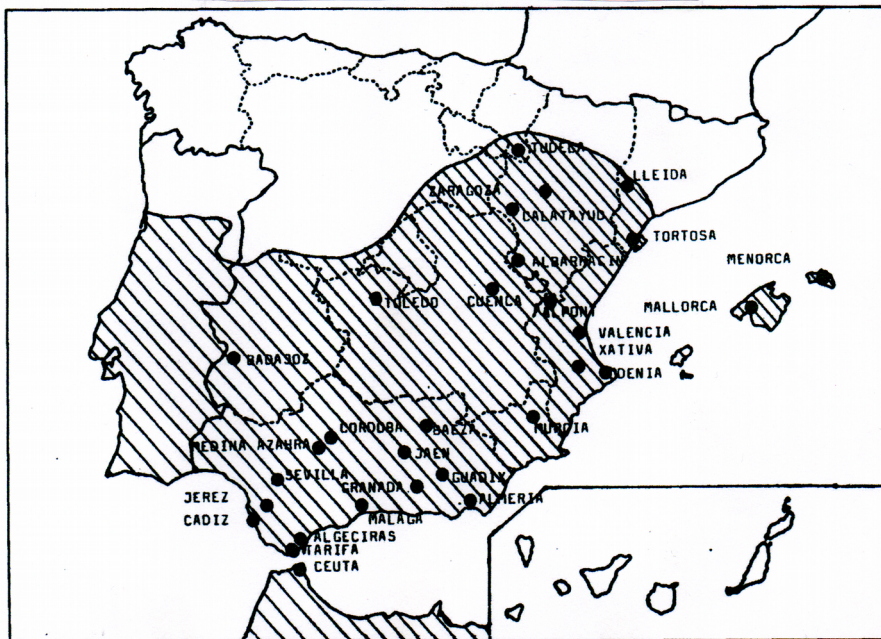 TUDELA
LLEIDA
ZARAGOZA
CALATAYUD
TORTOSA
ALBARRACIN
MENORCA
TOLEDO
CUENCA
ALPONT
MALLORCA
VALENCIA
XATIVA
BADAJOZ
DENIA
CORDOBA
BAEZA
MURCIA
MEDINA AZAHRA
JAEN
SEVILLA
GUADIX
GRANADA
JEREZ
ALMERIA
CADIZ
MALAGA
ALGECIRAS
TARIFA
CEUTA